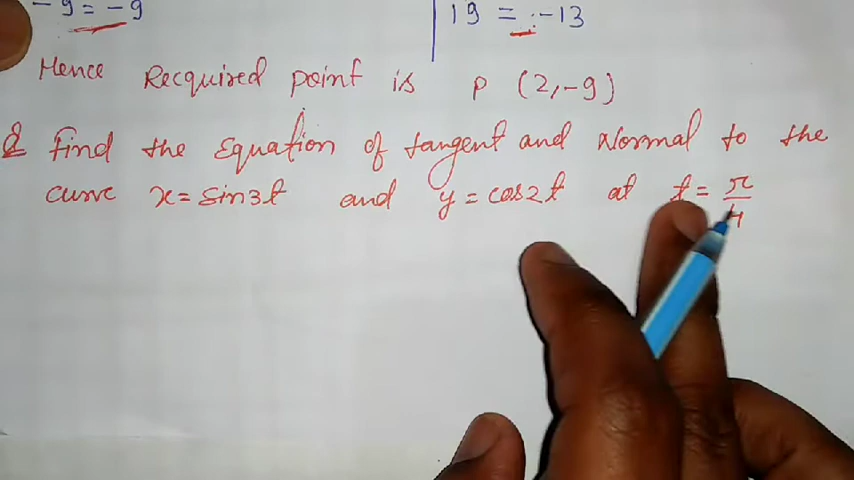 - 9 = - 9
19 = -13
Hence Recquired point is P (2,-9)
Q Find the Equation of tangent and Normal to the
curve x = sin3t and y = cos2t at t = π/4